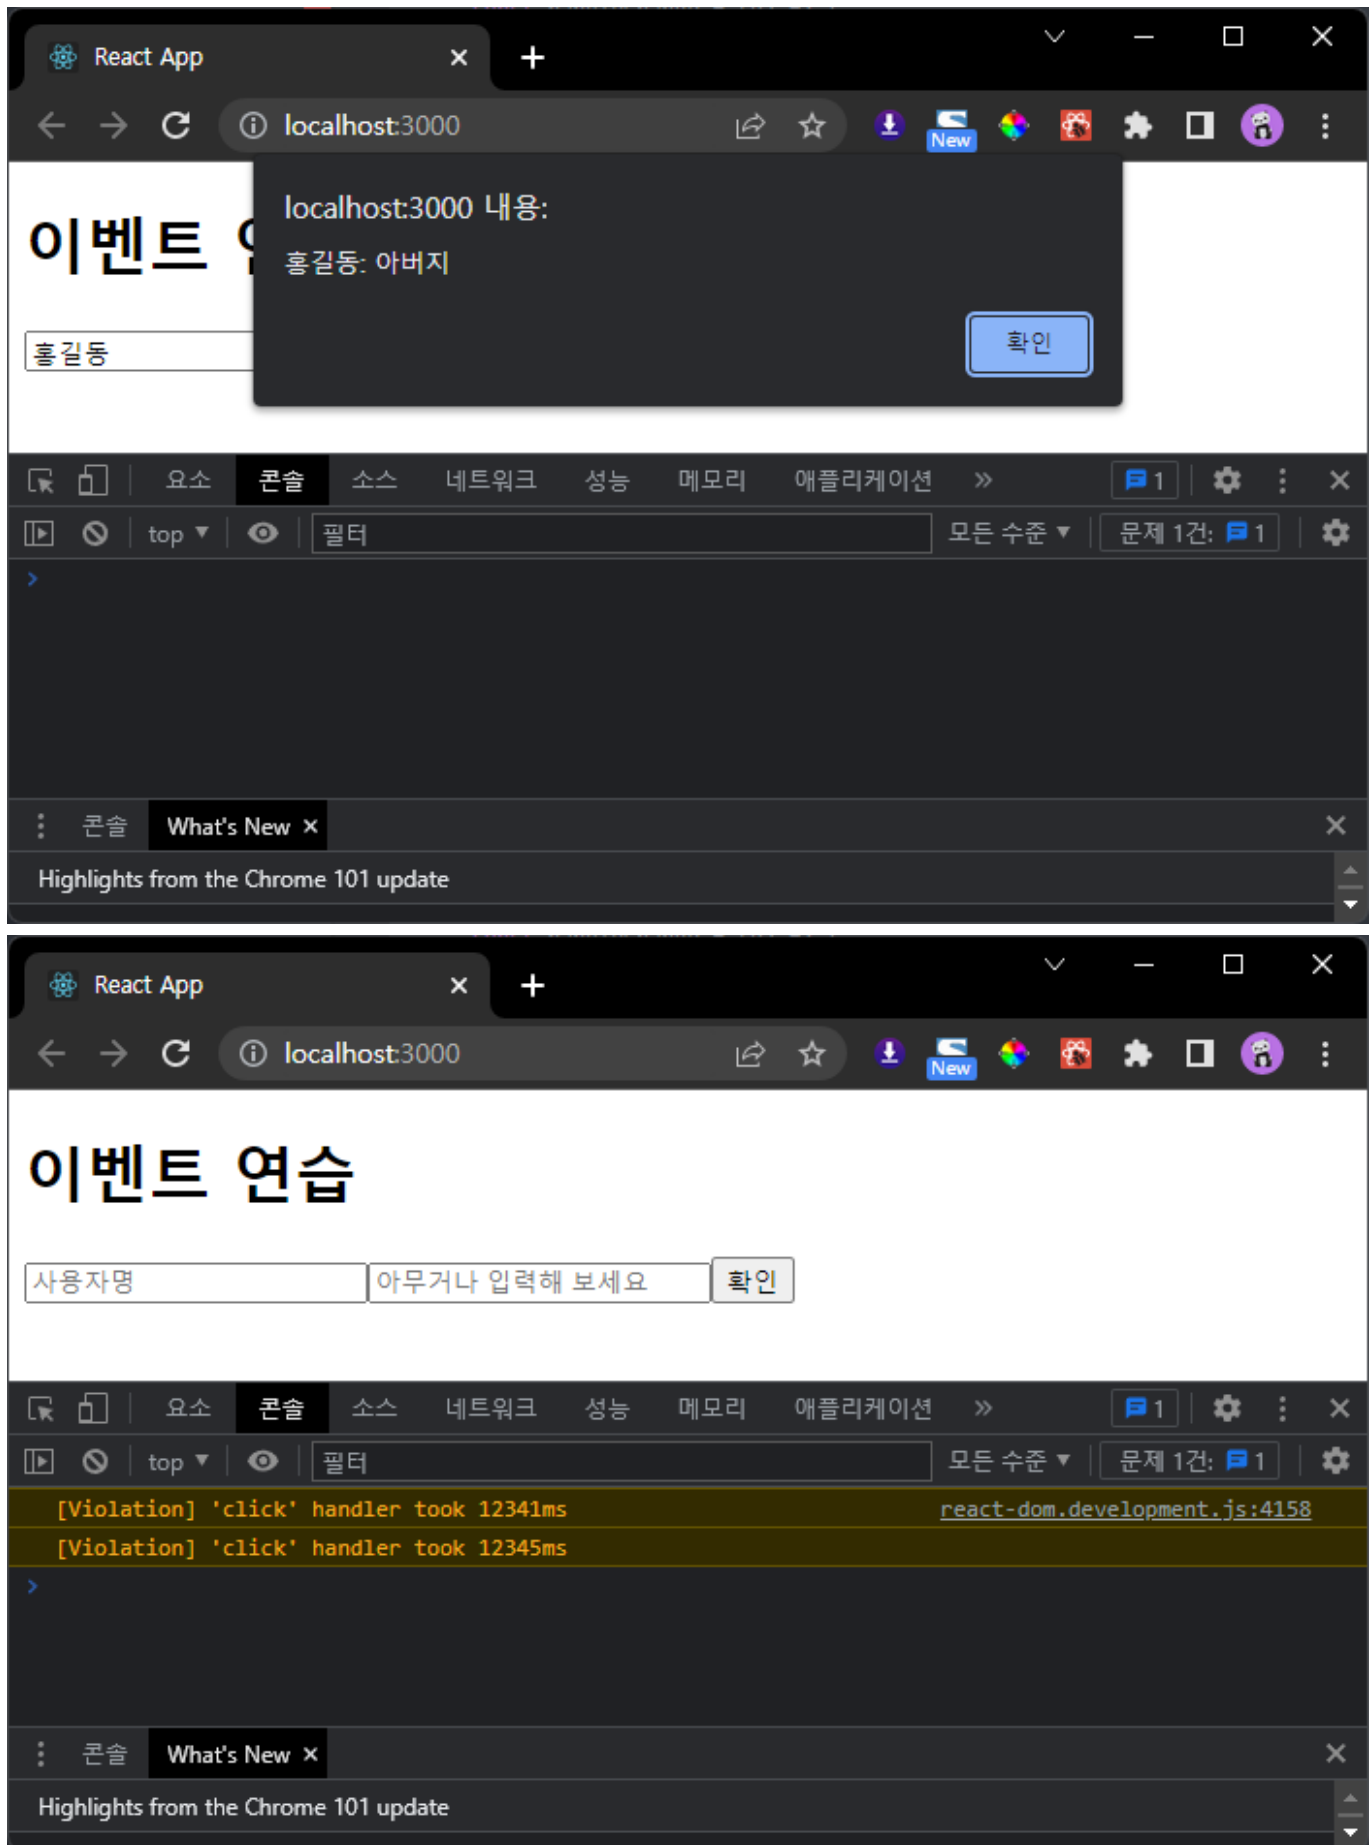 React App
localhost:3000
New
localhost:3000 내용:
홍길동: 아버지
확인
이벤트
홍길동
요소 콘솔 소스 네트워크 성능 메모리 애플리케이션 » 1
top ▼ 필터 모든 수준 ▼ 문제 1건: 1
>
콘솔 What's New
Highlights from the Chrome 101 update
React App
localhost:3000
New
이벤트 연습
사용자명 아무거나 입력해 보세요 확인
요소 콘솔 소스 네트워크 성능 메모리 애플리케이션 » 1
top ▼ 필터 모든 수준 ▼ 문제 1건: 1
[Violation] 'click' handler took 12341ms react-dom.development.js:4158
[Violation] 'click' handler took 12345ms
>
콘솔 What's New
Highlights from the Chrome 101 update